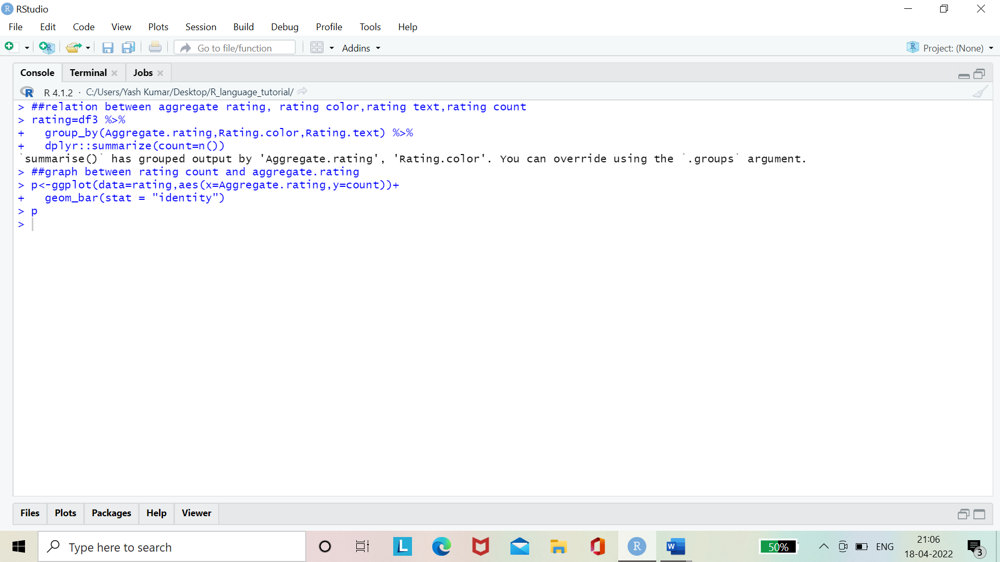 RStudio
File Edit Code View Plots Session Build Debug Profile Tools Help
Go to file/function Addins Project: (None)
Console Terminal Jobs
R 4.1.2 · C:/Users/Yash Kumar/Desktop/R_language_tutorial/
> ##relation between aggregate rating, rating color,rating text,rating count
> rating=df3 %>%
+   group_by(Aggregate.rating,Rating.color,Rating.text) %>%
+   dplyr::summarize(count=n())
`summarise()` has grouped output by 'Aggregate.rating', 'Rating.color'. You can override using the `.groups` argument.
> ##graph between rating count and aggregate.rating
> p<-ggplot(data=rating,aes(x=Aggregate.rating,y=count))+
+   geom_bar(stat = "identity")
> p
>
Files Plots Packages Help Viewer
Type here to search L R W 50% ENG 21:06
18-04-2022 3